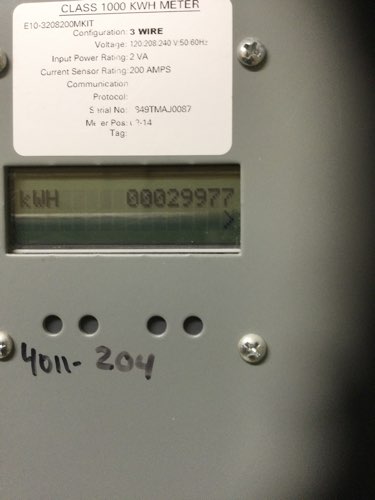 CLASS 1000 KWH METER
E10-3208200MKIT
Configuration: 3 WIRE
Voltage: 120:208:240 V:50:60Hz
Input Power Rating: 2 VA
Current Sensor Rating: 200 AMPS
Communication
Protocol:
Serial No: 349TMAJ0087
Meter Pos:
Tag:
kWH 00029977
>
4011-204